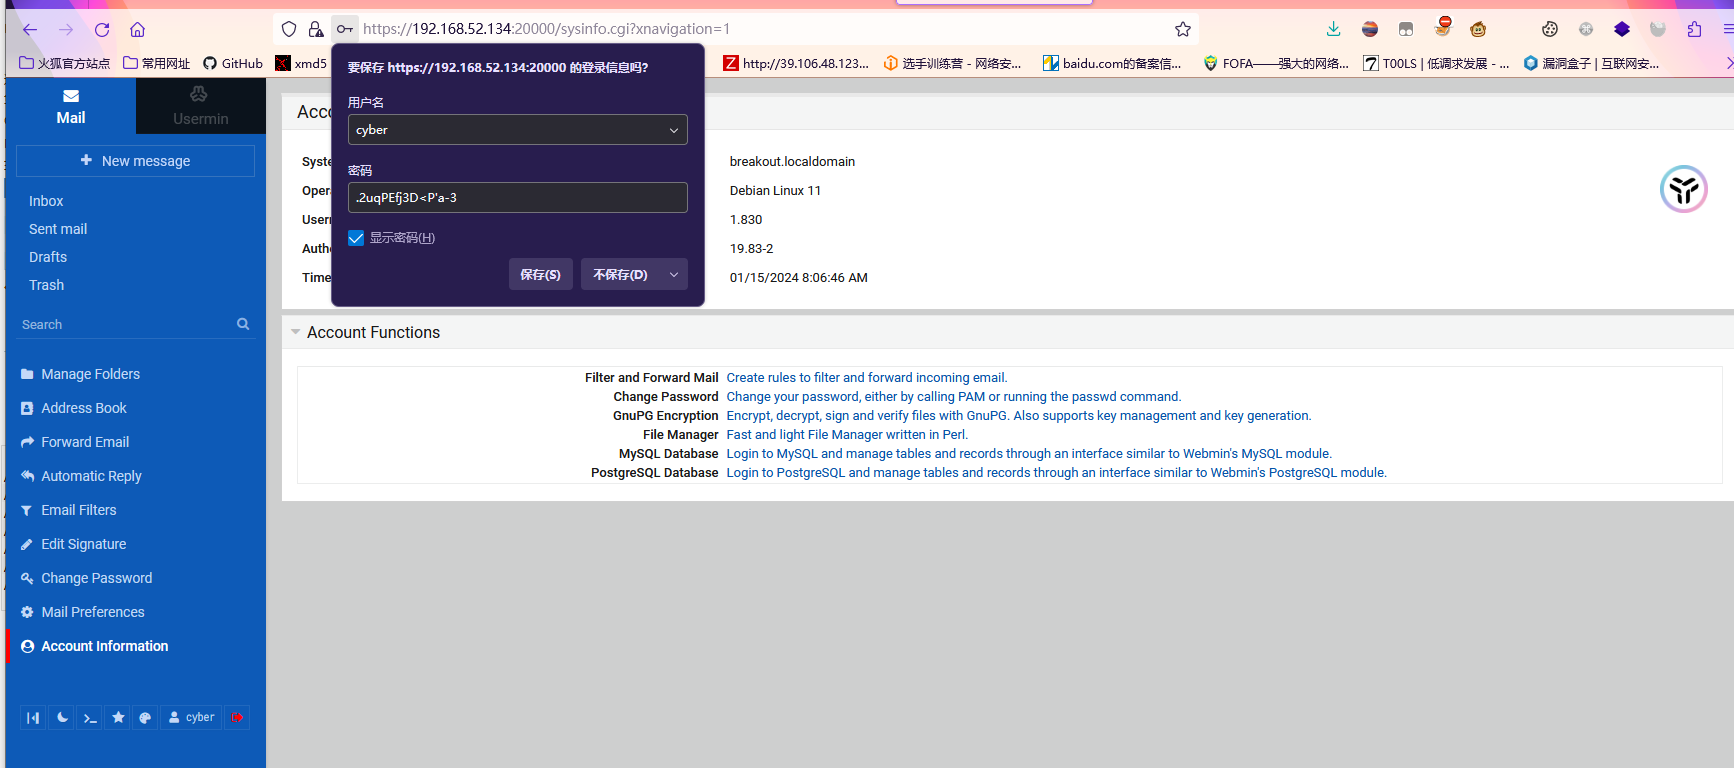 https://192.168.52.134:20000/sysinfo.cgi?xnavigation=1
火狐官方站点 常用网址 GitHub xmd5 http://39.106.48.123... 选手训练营 - 网络安... baidu.com的备案信... FOFA——强大的网络... T00LS | 低调求发展 - ... 漏洞盒子 | 互联网安...
要保存 https://192.168.52.134:20000 的登录信息吗?
用户名
cyber
密码
.2uqPEfj3D<P'a-3
显示密码(H)
保存(S) 不保存(D)
Mail Usermin
New message
Inbox
Sent mail
Drafts
Trash
Search
Manage Folders
Address Book
Forward Email
Automatic Reply
Email Filters
Edit Signature
Change Password
Mail Preferences
Account Information
cyber
breakout.localdomain
Debian Linux 11
1.830
19.83-2
Time 01/15/2024 8:06:46 AM
Account Functions
Filter and Forward Mail Create rules to filter and forward incoming email.
Change Password Change your password, either by calling PAM or running the passwd command.
GnuPG Encryption Encrypt, decrypt, sign and verify files with GnuPG. Also supports key management and key generation.
File Manager Fast and light File Manager written in Perl.
MySQL Database Login to MySQL and manage tables and records through an interface similar to Webmin's MySQL module.
PostgreSQL Database Login to PostgreSQL and manage tables and records through an interface similar to Webmin's PostgreSQL module.